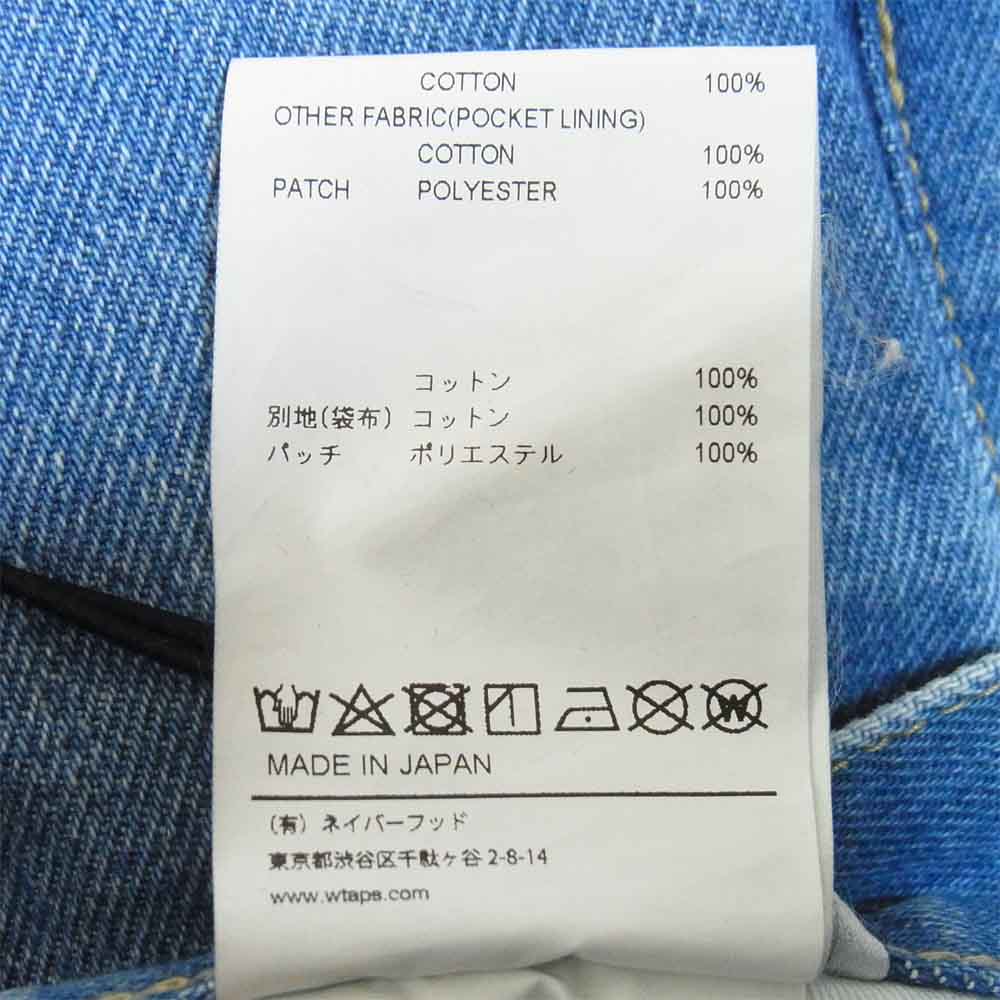 COTTON 100%
OTHER FABRIC(POCKET LINING)
COTTON 100%
PATCH POLYESTER 100%
コットン 100%
別地(袋布) コットン 100%
パッチ ポリエステル 100%
W
MADE IN JAPAN
(有) ネイバーフッド
東京都渋谷区千駄ヶ谷 2-8-14
www.wtaps.com